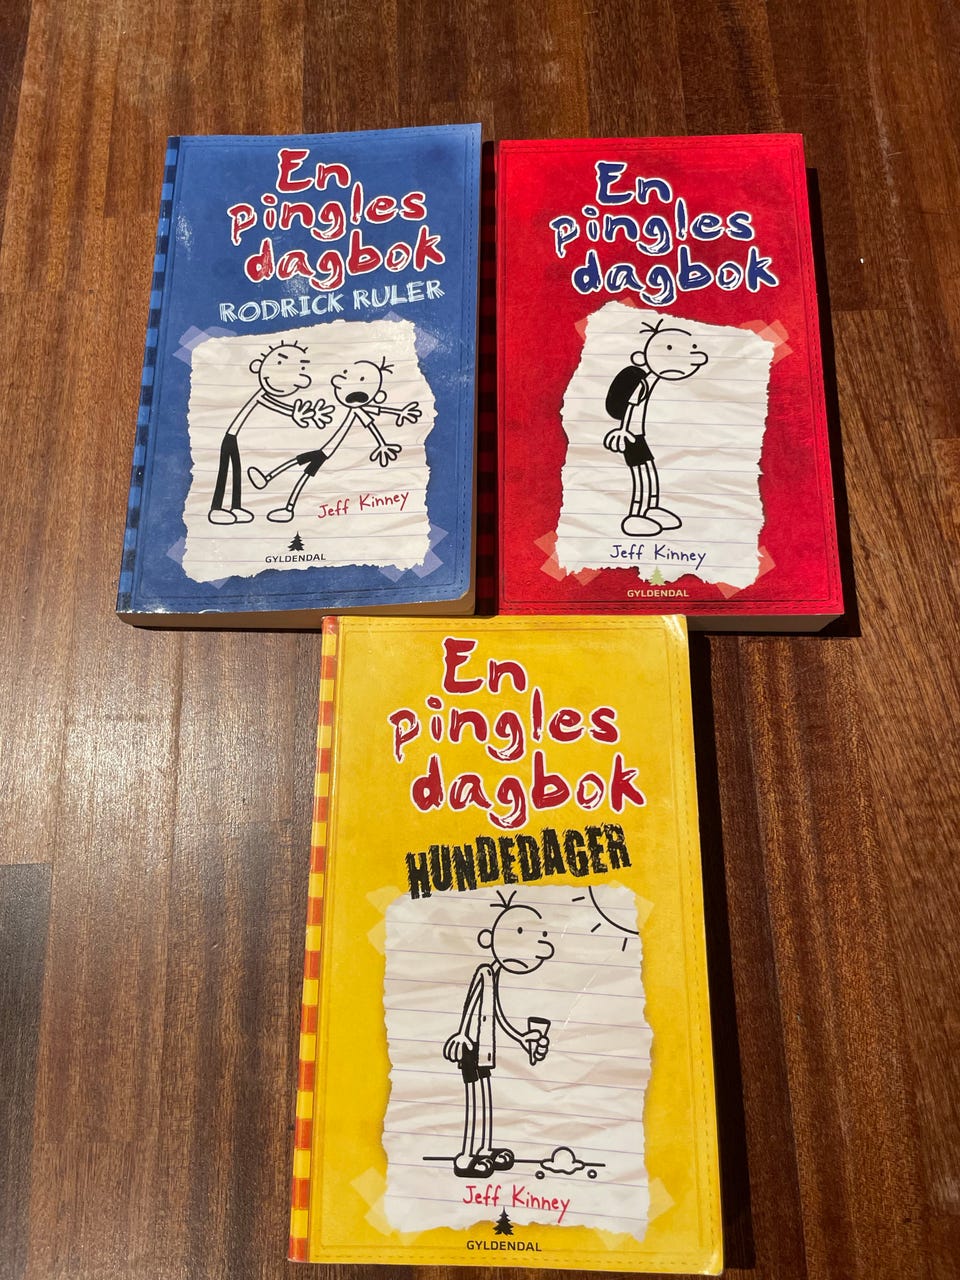 En
pingles
dagbok
RODRICK RULER
Jeff Kinney
GYLDENDAL
En
pingles
dagbok
Jeff Kinney
GYLDENDAL
En
pingles
dagbok
HUNDEDAGER
Jeff Kinney
GYLDENDAL